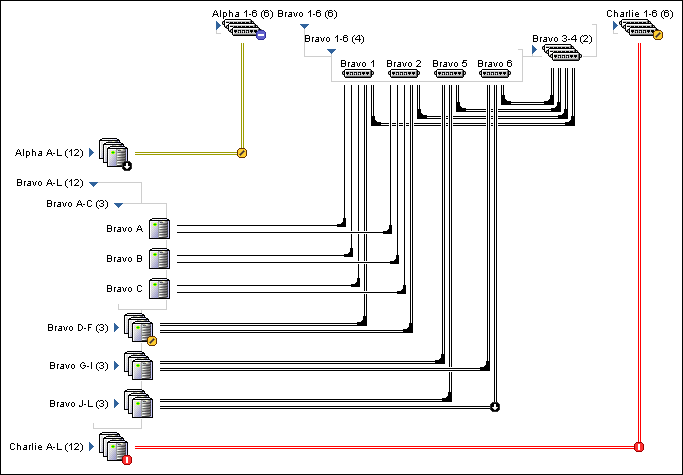 Alpha 1-6 (6)
Bravo 1-6 (6)
Charlie 1-6 (6)
Bravo 1-6 (4)
Bravo 3-4 (2)
Bravo 1
Bravo 2
Bravo 5
Bravo 6
Alpha A-L (12)
Bravo A-L (12)
Bravo A-C (3)
Bravo A
Bravo B
Bravo C
Bravo D-F (3)
Bravo G-I (3)
Bravo J-L (3)
Charlie A-L (12)